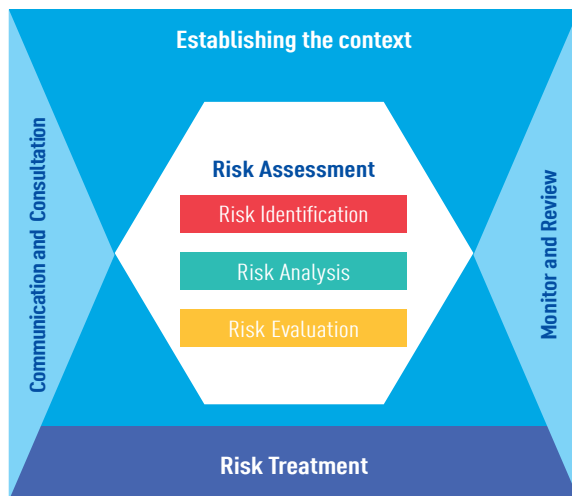 Establishing the context
Communication and Consultation
Risk Assessment
Risk Identification
Risk Analysis
Risk Evaluation
Monitor and Review
Risk Treatment